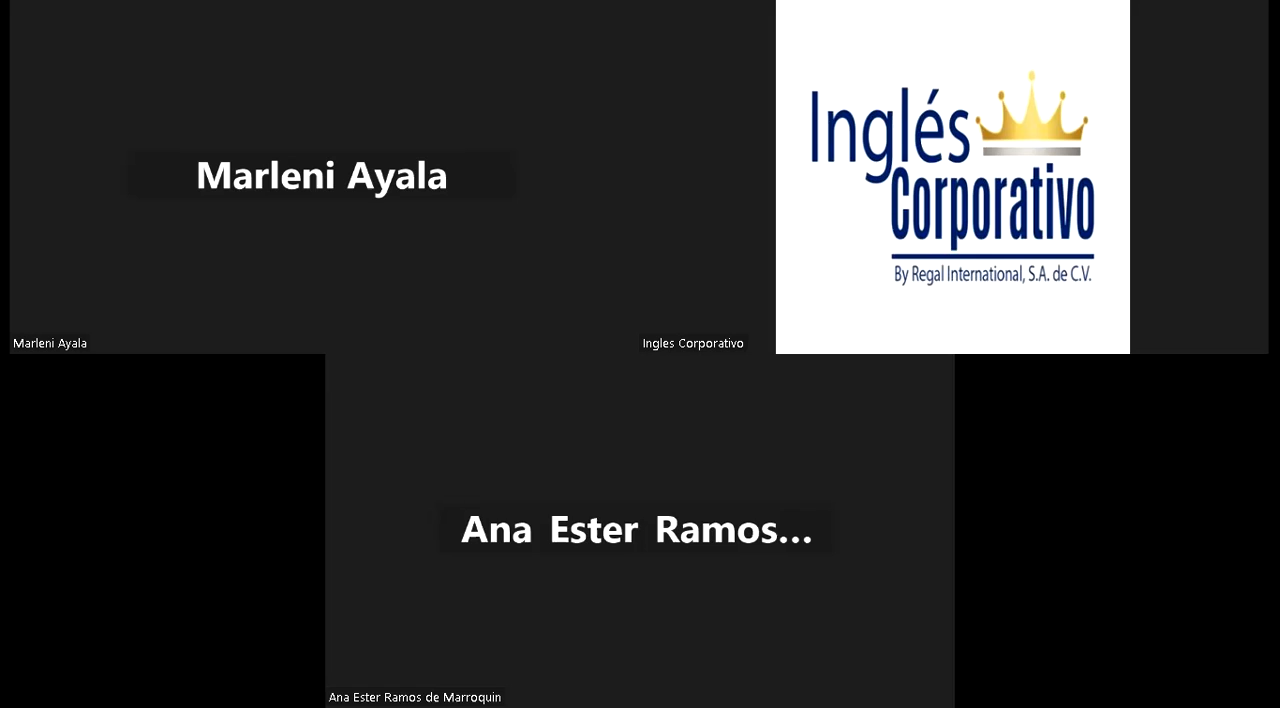 Marleni Ayala
Inglés
Corporativo
By Regal International, S.A. de C.V.
Marleni Ayala
Ingles Corporativo
Ana Ester Ramos...
Ana Ester Ramos de Marroquin